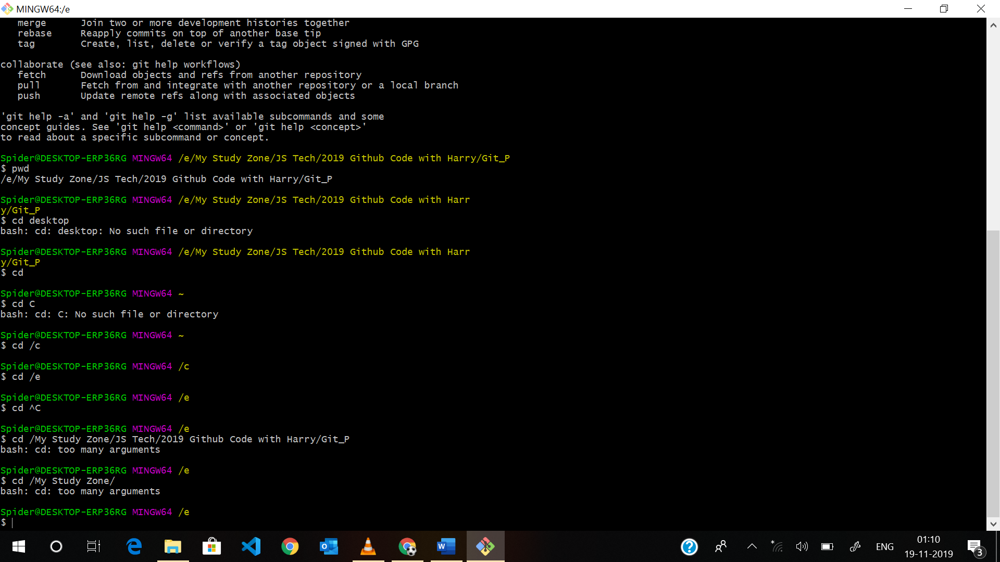 MINGW64:/e
   merge      Join two or more development histories together
   rebase     Reapply commits on top of another base tip
   tag        Create, list, delete or verify a tag object signed with GPG
collaborate (see also: git help workflows)
   fetch      Download objects and refs from another repository
   pull       Fetch from and integrate with another repository or a local branch
   push       Update remote refs along with associated objects
'git help -a' and 'git help -g' list available subcommands and some
concept guides. See 'git help <command>' or 'git help <concept>'
to read about a specific subcommand or concept.
Spider@DESKTOP-ERP36RG MINGW64 /e/My Study Zone/JS Tech/2019 Github Code with Harry/Git_P
$ pwd
/e/My Study Zone/JS Tech/2019 Github Code with Harry/Git_P
Spider@DESKTOP-ERP36RG MINGW64 /e/My Study Zone/JS Tech/2019 Github Code with Harr
y/Git_P
$ cd desktop
bash: cd: desktop: No such file or directory
Spider@DESKTOP-ERP36RG MINGW64 /e/My Study Zone/JS Tech/2019 Github Code with Harr
y/Git_P
$ cd
Spider@DESKTOP-ERP36RG MINGW64 ~
$ cd C
bash: cd: C: No such file or directory
Spider@DESKTOP-ERP36RG MINGW64 ~
$ cd /c
Spider@DESKTOP-ERP36RG MINGW64 /c
$ cd /e
Spider@DESKTOP-ERP36RG MINGW64 /e
$ cd ^C
Spider@DESKTOP-ERP36RG MINGW64 /e
$ cd /My Study Zone/JS Tech/2019 Github Code with Harry/Git_P
bash: cd: too many arguments
Spider@DESKTOP-ERP36RG MINGW64 /e
$ cd /My Study Zone/
bash: cd: too many arguments
Spider@DESKTOP-ERP36RG MINGW64 /e
$
ENG
01:10
19-11-2019
3